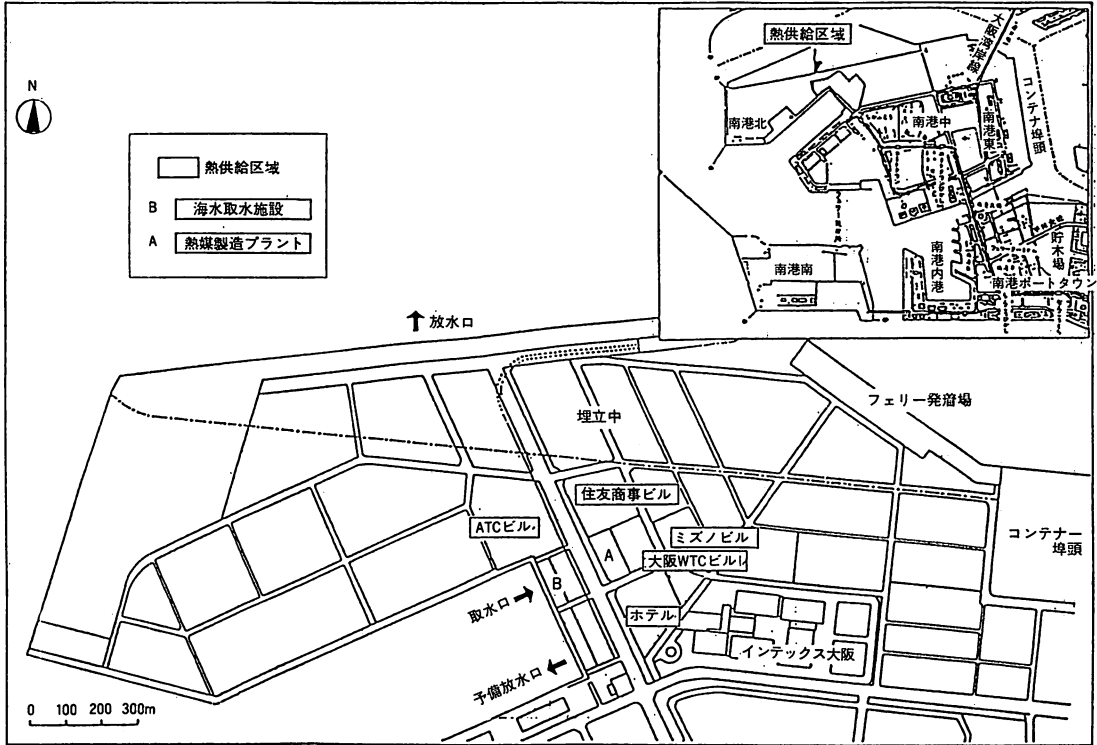 N
熱供給区域
B 海水取水施設
A 熱媒製造プラント
熱供給区域
大阪湾岸線
コンテナ埠頭
南港北
南港中
南港東
南港内港
貯木場
南港南
南港ポートタウン
放水口
フェリー発着場
埋立中
住友商事ビル
ATCビル
ミズノビル
大阪WTCビル
コンテナー
埠頭
A
B
取水口
ホテル
インテックス大阪
予備放水口
0 100 200 300m